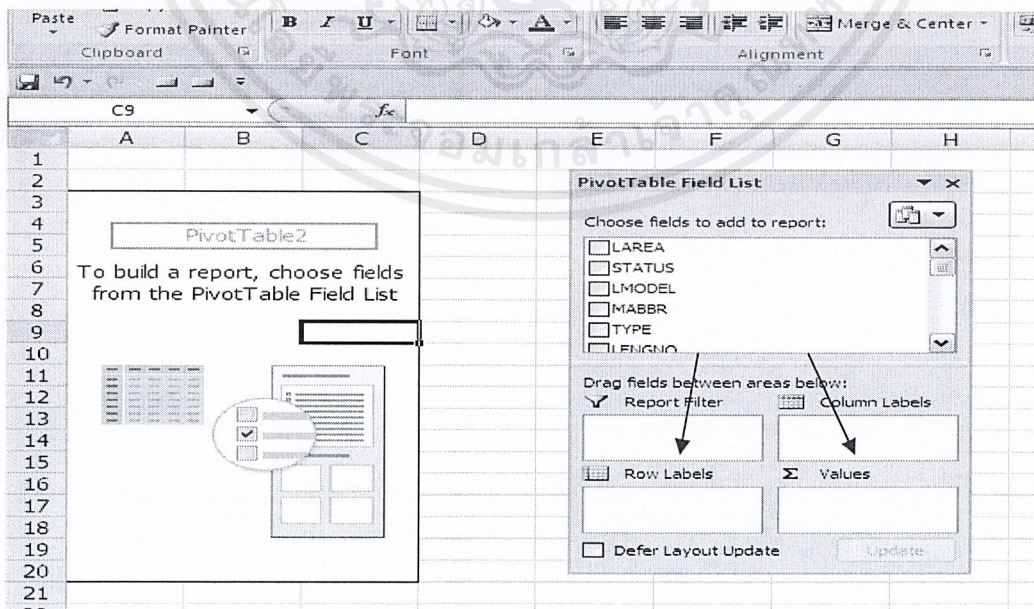 Paste
Format Painter
B I U A Merge & Center
Clipboard Font Alignment
C9 fx
A B C D E F G H
1
2
3
4
5
6
7
8
9
10
11
12
13
14
15
16
17
18
19
20
21
PivotTable2
To build a report, choose fields
from the PivotTable Field List
PivotTable Field List
Choose fields to add to report:
LAREA
STATUS
LMODEL
MABBR
TYPE
LENGNO
Drag fields between areas below:
Report Filter Column Labels
Row Labels Σ Values
Defer Layout Update Update